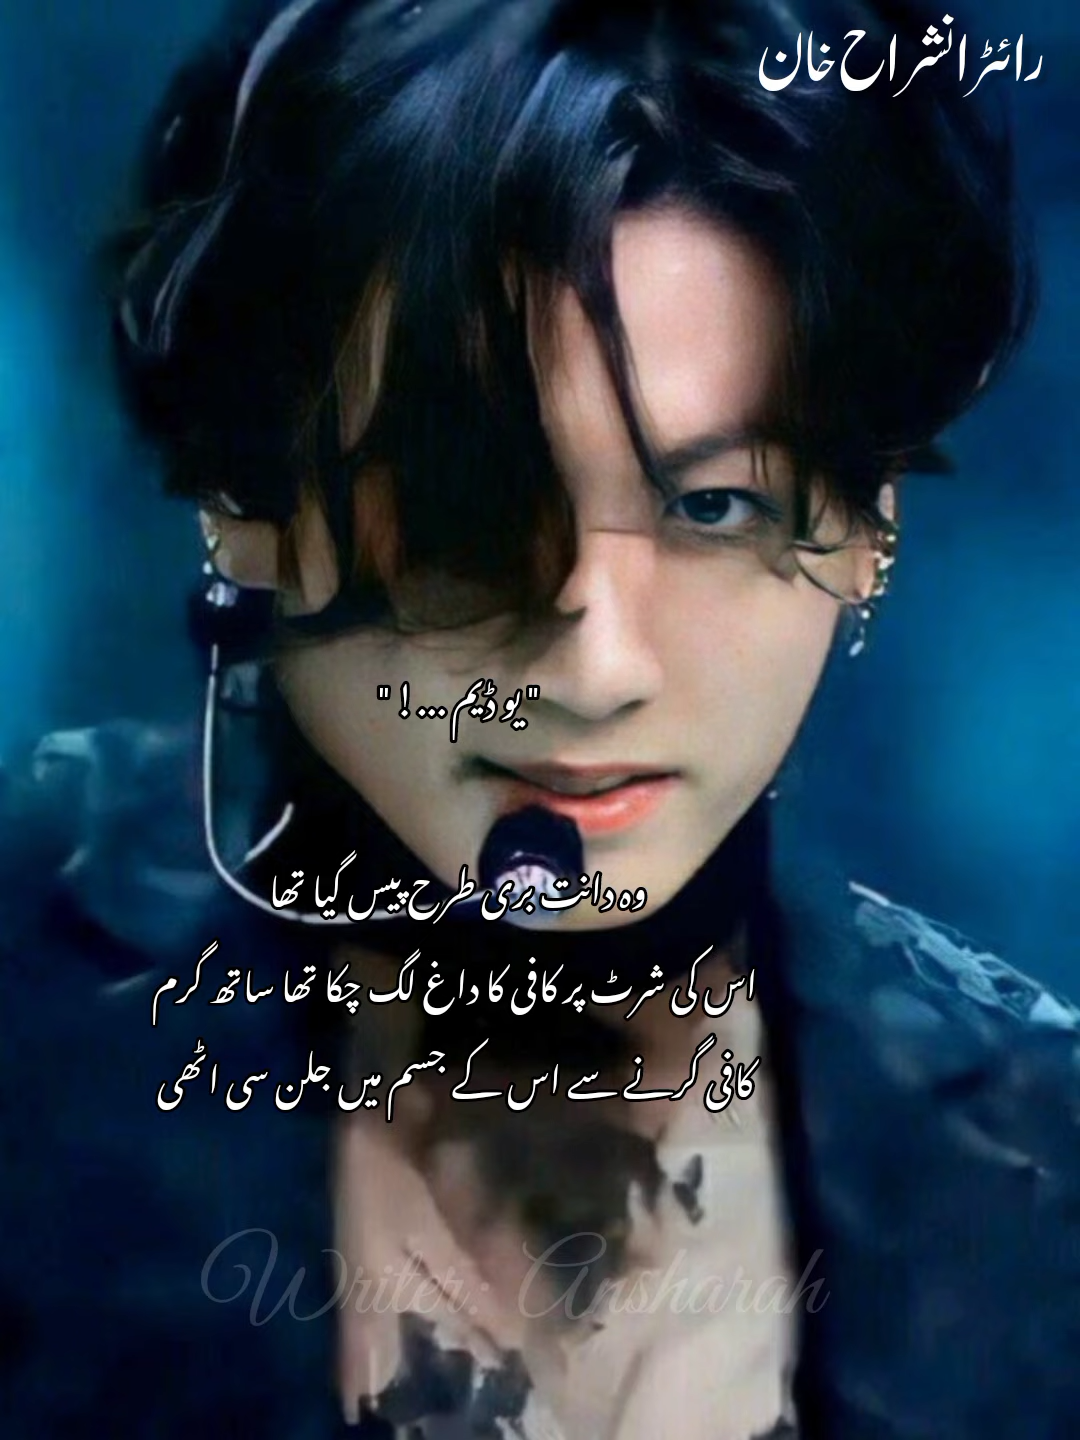 رائٹر انشراح خان
"یو ڈیم ...! "
وہ دانت بری طرح پیس گیا تھا
اس کی شرٹ پر کافی کا داغ لگ چکا تھا ساتھ گرم
کافی گرنے سے اس کے جسم میں جلن سی اٹھی
Writer: Ansharah